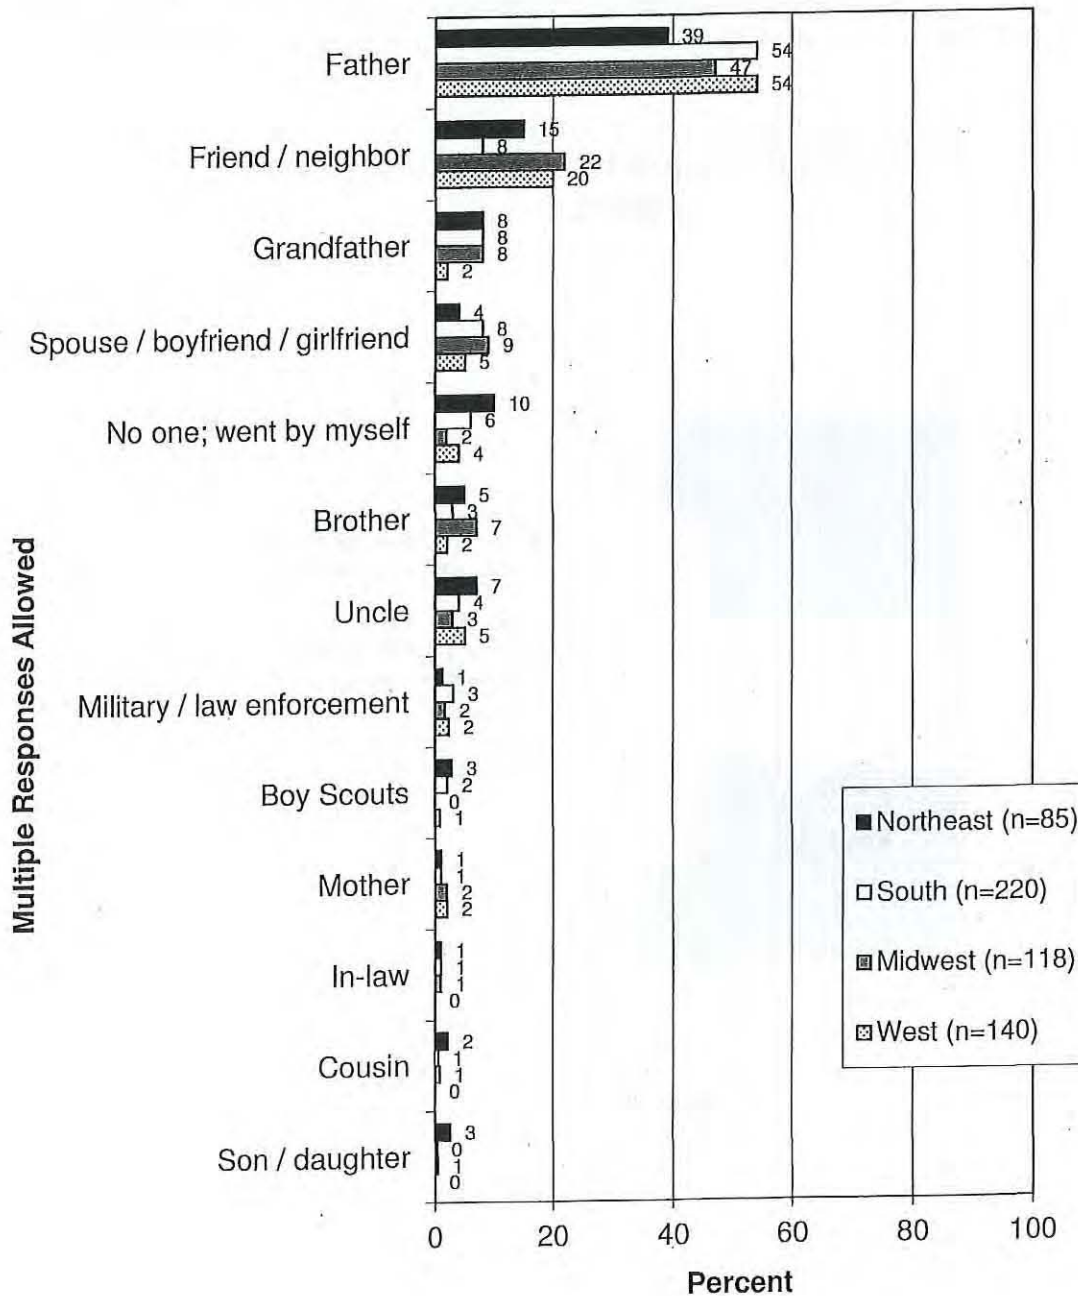 Multiple Responses Allowed
Father
39
54
47
54
Friend / neighbor
15
8
22
20
Grandfather
8
8
8
2
Spouse / boyfriend / girlfriend
4
8
9
5
No one; went by myself
10
6
2
4
Brother
5
3
7
2
Uncle
7
4
3
5
Military / law enforcement
1
3
2
2
Boy Scouts
3
2
0
1
Mother
1
1
2
2
In-law
1
1
1
0
Cousin
2
1
1
0
Son / daughter
3
0
1
0
Northeast (n=85)
South (n=220)
Midwest (n=118)
West (n=140)
0 20 40 60 80 100
Percent